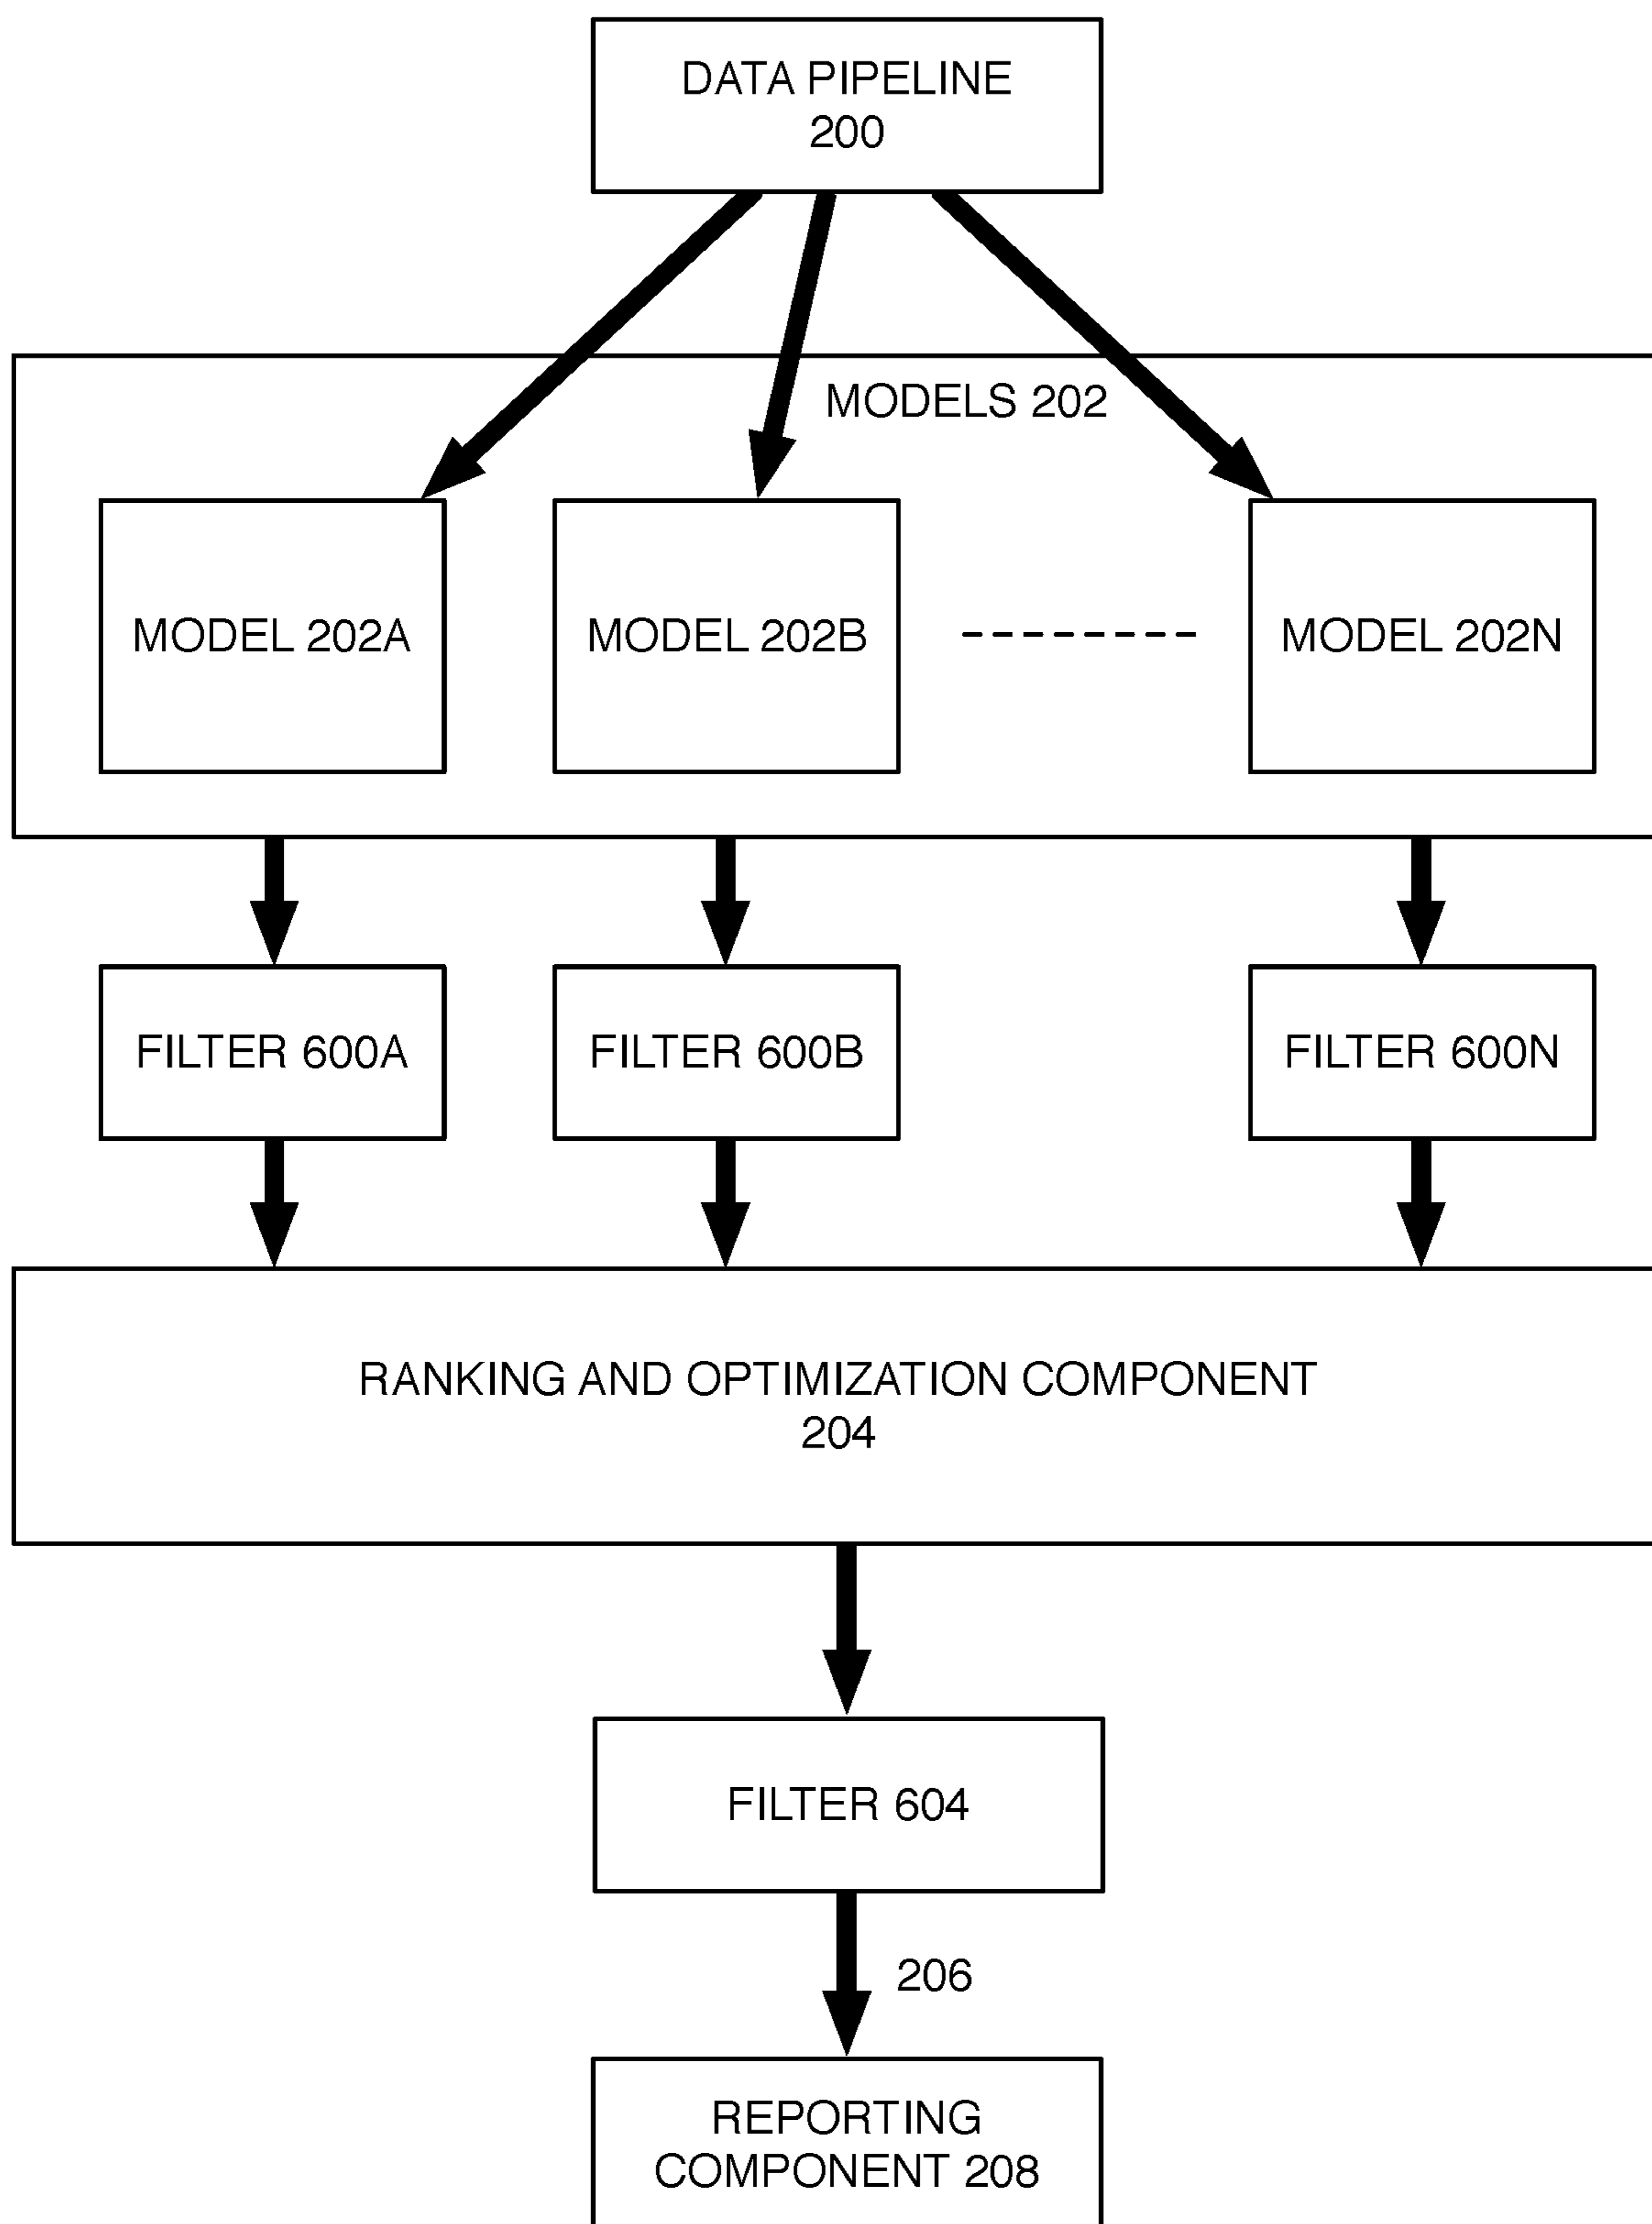 DATA PIPELINE
200
MODELS 202
MODEL 202A
MODEL 202B
MODEL 202N
FILTER 600A
FILTER 600B
FILTER 600N
RANKING AND OPTIMIZATION COMPONENT
204
FILTER 604
206
REPORTING
COMPONENT 208